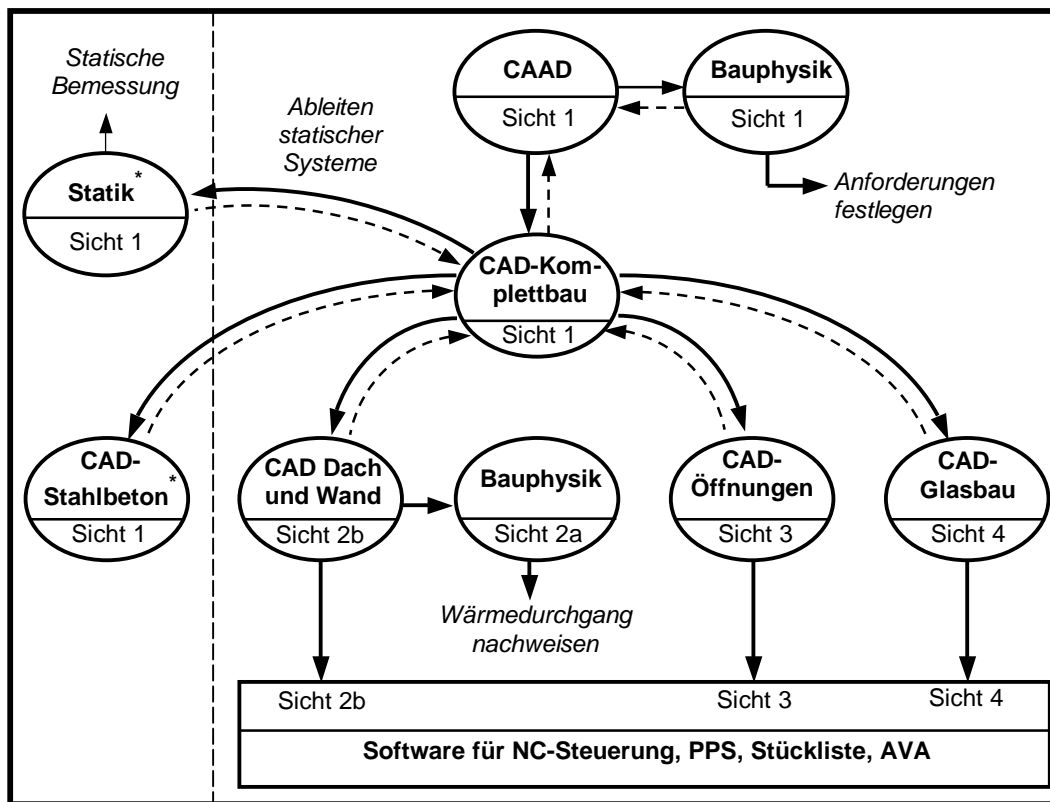 Statische
Bemessung
Statik*
Sicht 1
Ableiten
statischer
Systeme
CAAD
Sicht 1
Bauphysik
Sicht 1
Anforderungen
festlegen
CAD-Kom-
plettbau
Sicht 1
CAD-
Stahlbeton*
Sicht 1
CAD Dach
und Wand
Sicht 2b
Bauphysik
Sicht 2a
Wärmedurchgang
nachweisen
CAD-
Öffnungen
Sicht 3
CAD-
Glasbau
Sicht 4
Sicht 2b
Sicht 3
Sicht 4
Software für NC-Steuerung, PPS, Stückliste, AVA